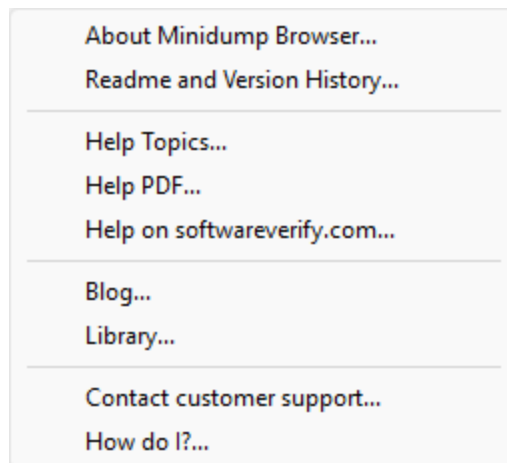 About Minidump Browser...
Readme and Version History...
Help Topics...
Help PDF...
Help on softwareverify.com...
Blog...
Library...
Contact customer support...
How do I?...